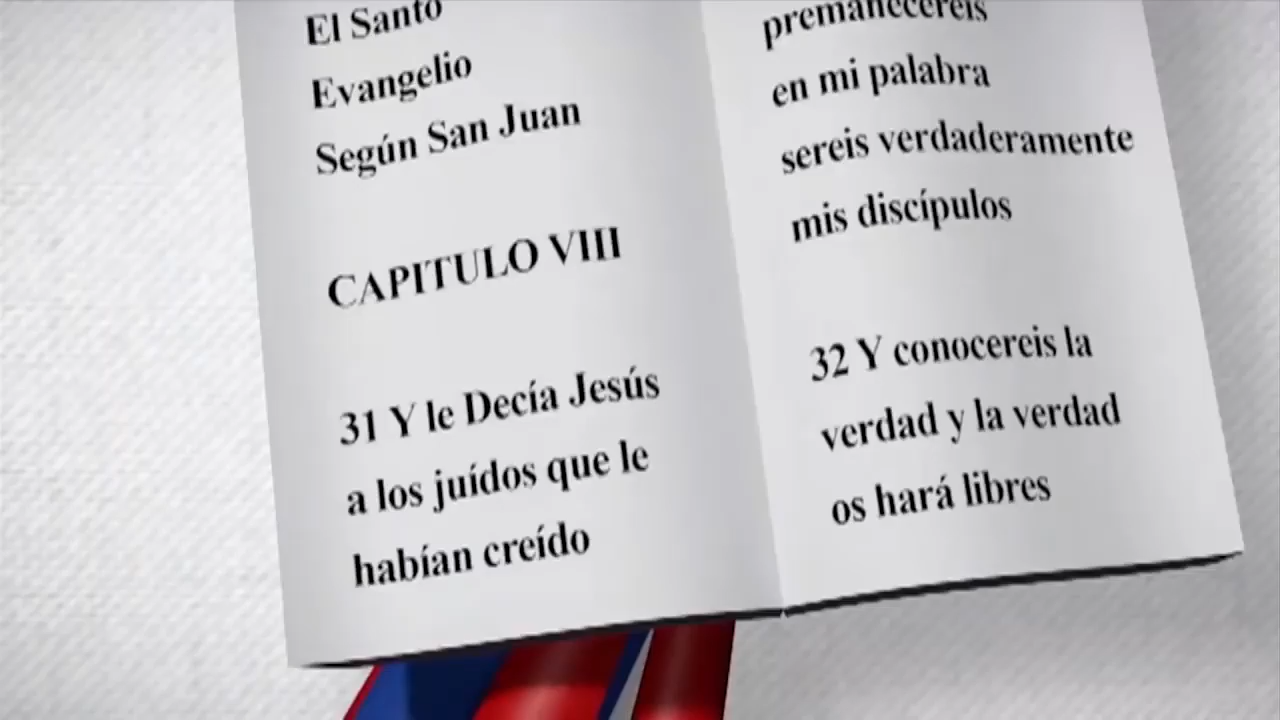 El Santo
Evangelio
Según San Juan
CAPITULO VIII
31 Y le Decía Jesús
a los juídos que le
habían creído
premanecereis
en mi palabra
sereis verdaderamente
mis discípulos
32 Y conocereis la
verdad y la verdad
os hará libres